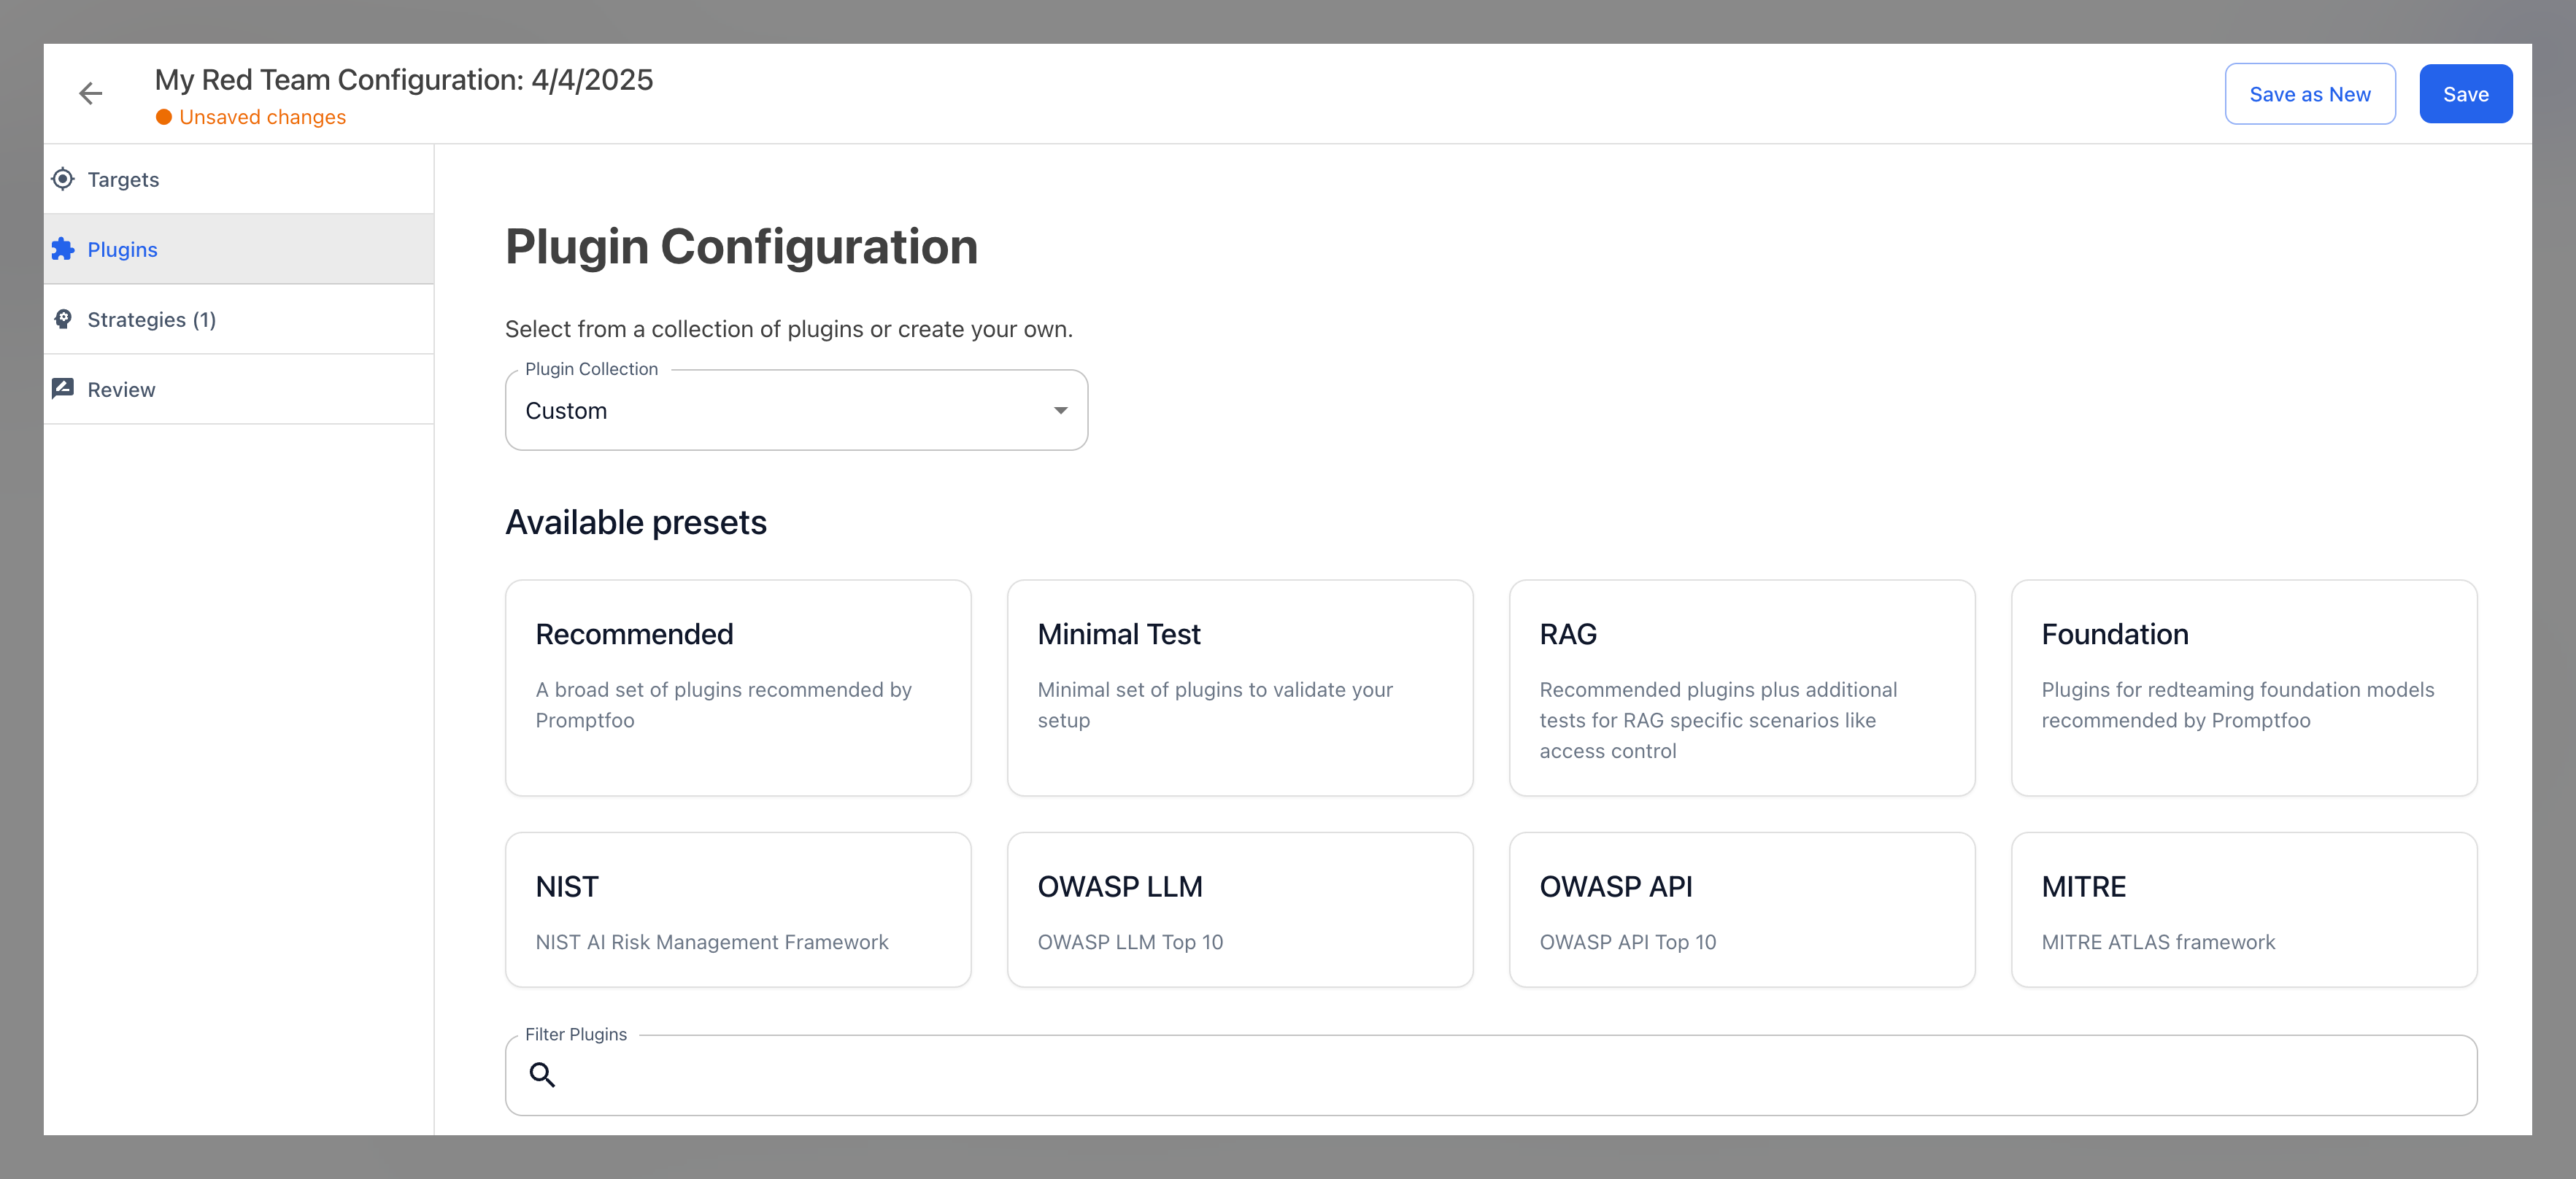 My Red Team Configuration: 4/4/2025
Unsaved changes
Save as New
Save
Targets
Plugins
Strategies (1)
Review
Plugin Configuration
Select from a collection of plugins or create your own.
Plugin Collection
Custom
Available presets
Recommended
A broad set of plugins recommended by
Promptfoo
Minimal Test
Minimal set of plugins to validate your
setup
RAG
Recommended plugins plus additional
tests for RAG specific scenarios like
access control
Foundation
Plugins for redteaming foundation models
recommended by Promptfoo
NIST
NIST AI Risk Management Framework
OWASP LLM
OWASP LLM Top 10
OWASP API
OWASP API Top 10
MITRE
MITRE ATLAS framework
Filter Plugins